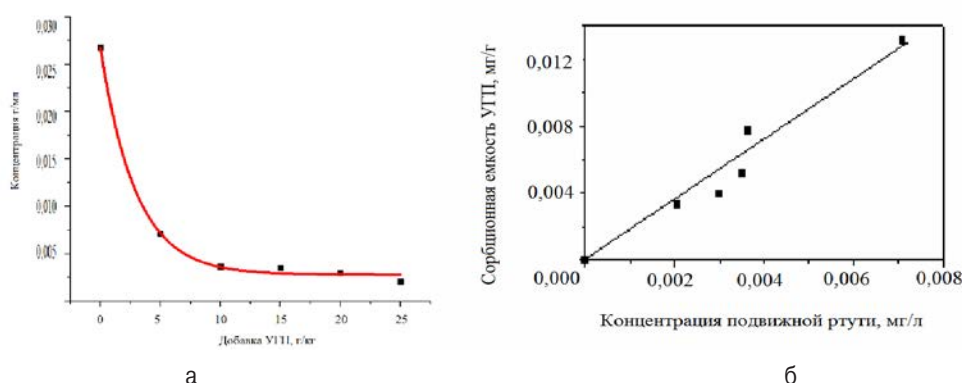 0,030
0,025
0,020
0,015
0,010
0,005
Концентрация г/мл
0 5 10 15 20 25
Добавка УГП, г/кг
а
0,012
0,008
0,004
0,000 0,002 0,004 0,006 0,008
Сорбционная емкость УГП, мг/г
Концентрация подвижной ртути, мг/л
б